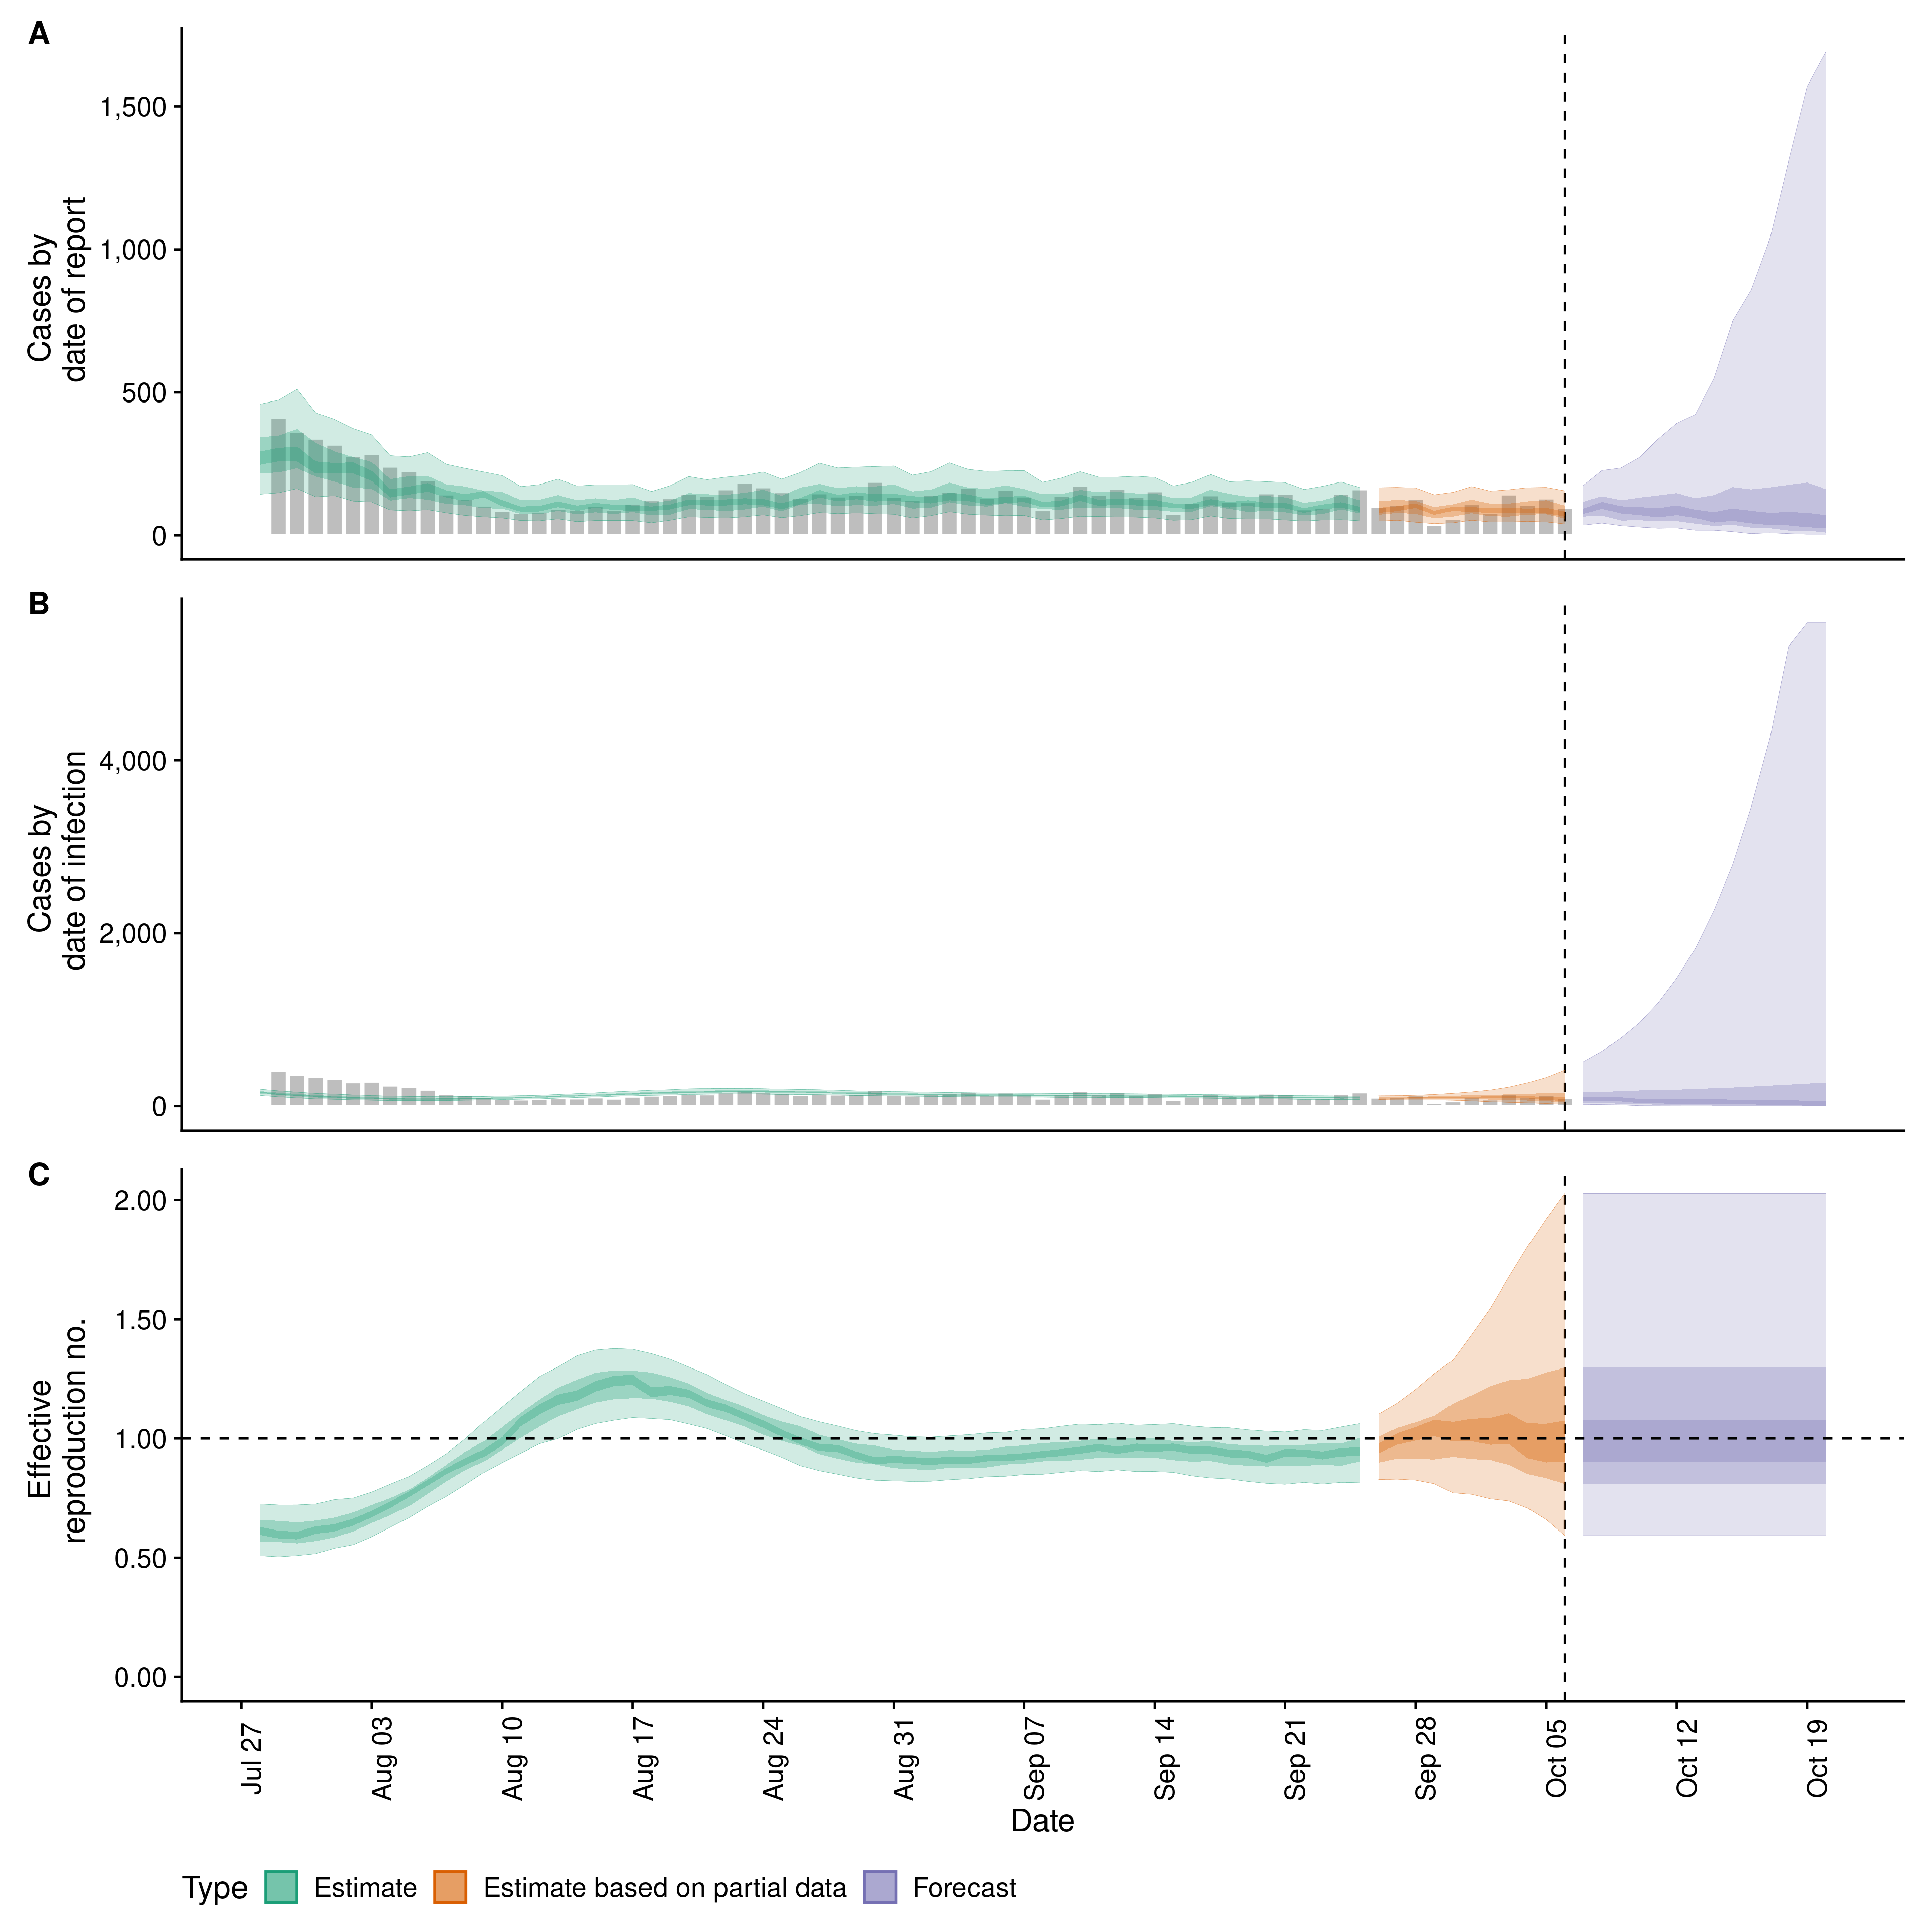 A
Cases by
date of report
1,500
1,000
500
0
B
Cases by
date of infection
4,000
2,000
0
C
Effective
reproduction no.
2.00
1.50
1.00
0.50
0.00
Jul 27
Aug 03
Aug 10
Aug 17
Aug 24
Aug 31
Sep 07
Sep 14
Sep 21
Sep 28
Oct 05
Oct 12
Oct 19
Date
Type Estimate Estimate based on partial data Forecast